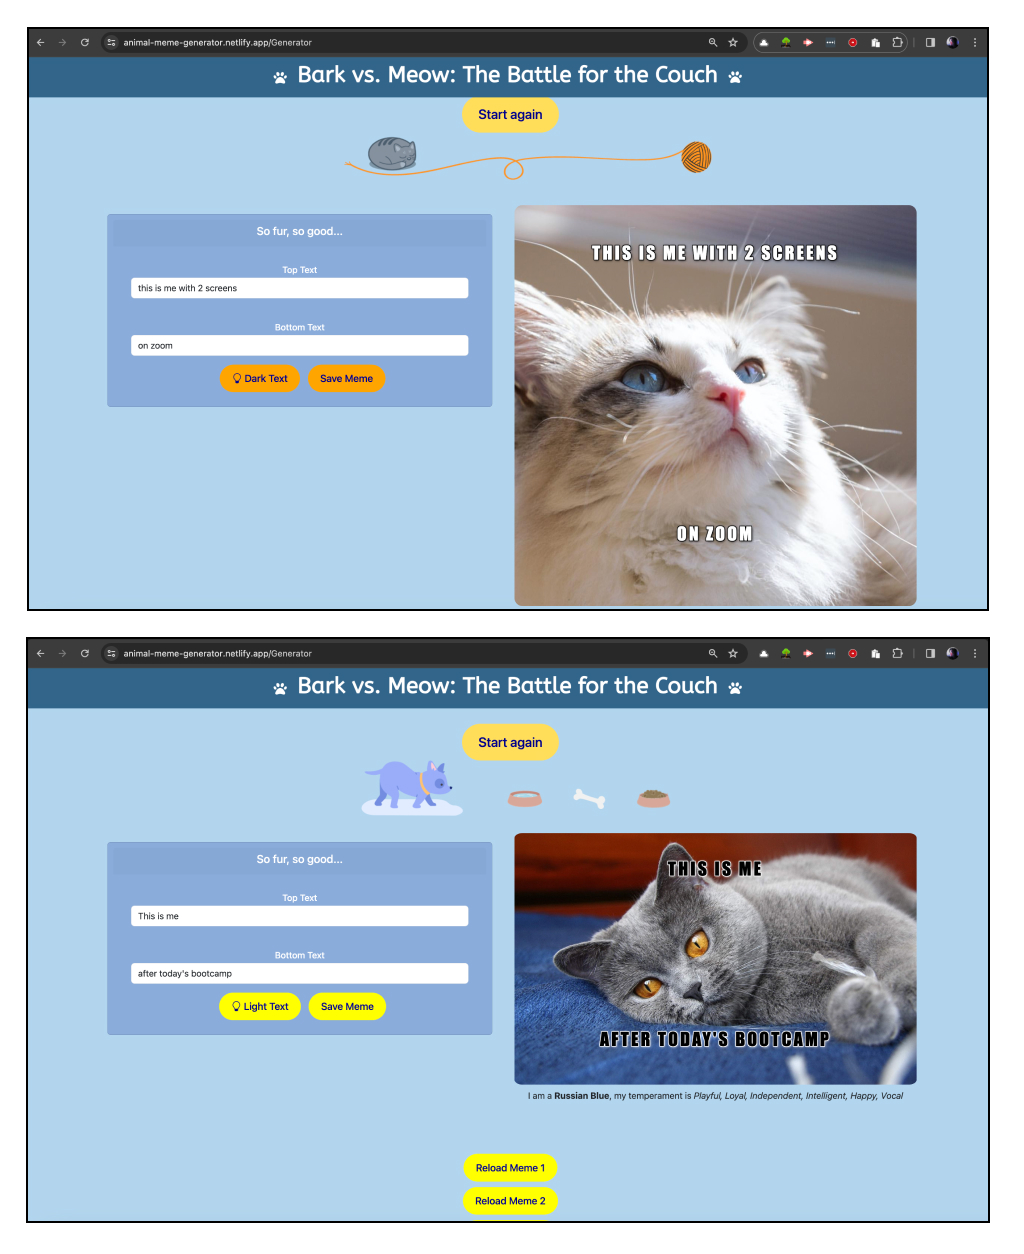 animal-meme-generator.netlify.app/Generator
Bark vs. Meow: The Battle for the Couch
Start again
So fur, so good...
Top Text
this is me with 2 screens
Bottom Text
on zoom
Dark Text
Save Meme
THIS IS ME WITH 2 SCREENS
ON ZOOM
animal-meme-generator.netlify.app/Generator
Bark vs. Meow: The Battle for the Couch
Start again
So fur, so good...
Top Text
This is me
Bottom Text
after today's bootcamp
Light Text
Save Meme
THIS IS ME
AFTER TODAY'S BOOTCAMP
I am a Russian Blue, my temperament is Playful, Loyal, Independent, Intelligent, Happy, Vocal
Reload Meme 1
Reload Meme 2